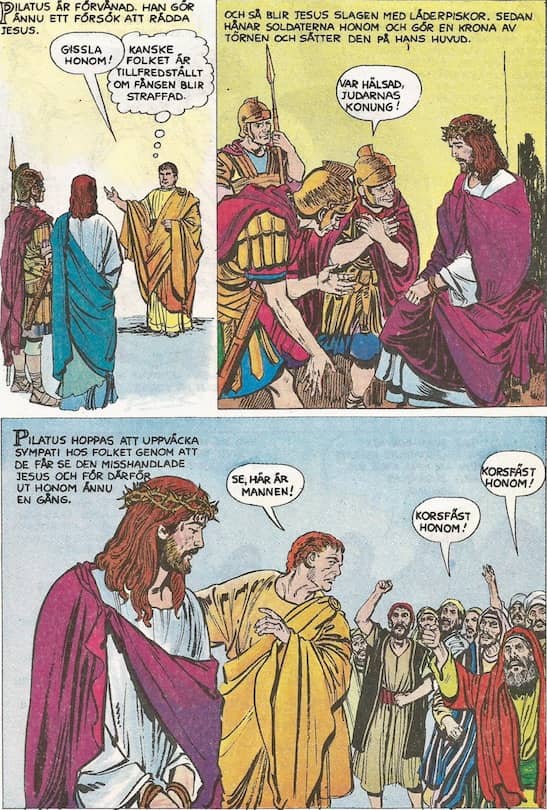 PILATUS ÄR FÖRVÅNAD. HAN GÖR
ÄNNU ETT FÖRSÖK ATT RÄDDA
JESUS.
GISSLA
HONOM!
KANSKE
FOLKET ÄR
TILLFREDSTÄLLT
OM FÅNGEN BLIR
STRAFFAD.
OCH SÅ BLIR JESUS SLAGEN MED LÄDERPISKOR. SEDAN
HÅNAR SOLDATERNA HONOM OCH GÖR EN KRONA AV
TÖRNEN OCH SÄTTER DEN PÅ HANS HUVUD.
VAR HÄLSAD,
JUDARNAS
KONUNG!
PILATUS HOPPAS ATT UPPVÄCKA
SYMPATI HOS FOLKET GENOM ATT
DE FÅR SE DEN MISSHANDLADE
JESUS OCH FÖR DÄRFÖR
UT HONOM ÄNNU
EN GÅNG.
SE, HÄR ÄR
MANNEN!
KORSFÄST
HONOM!
KORSFÄST
HONOM!